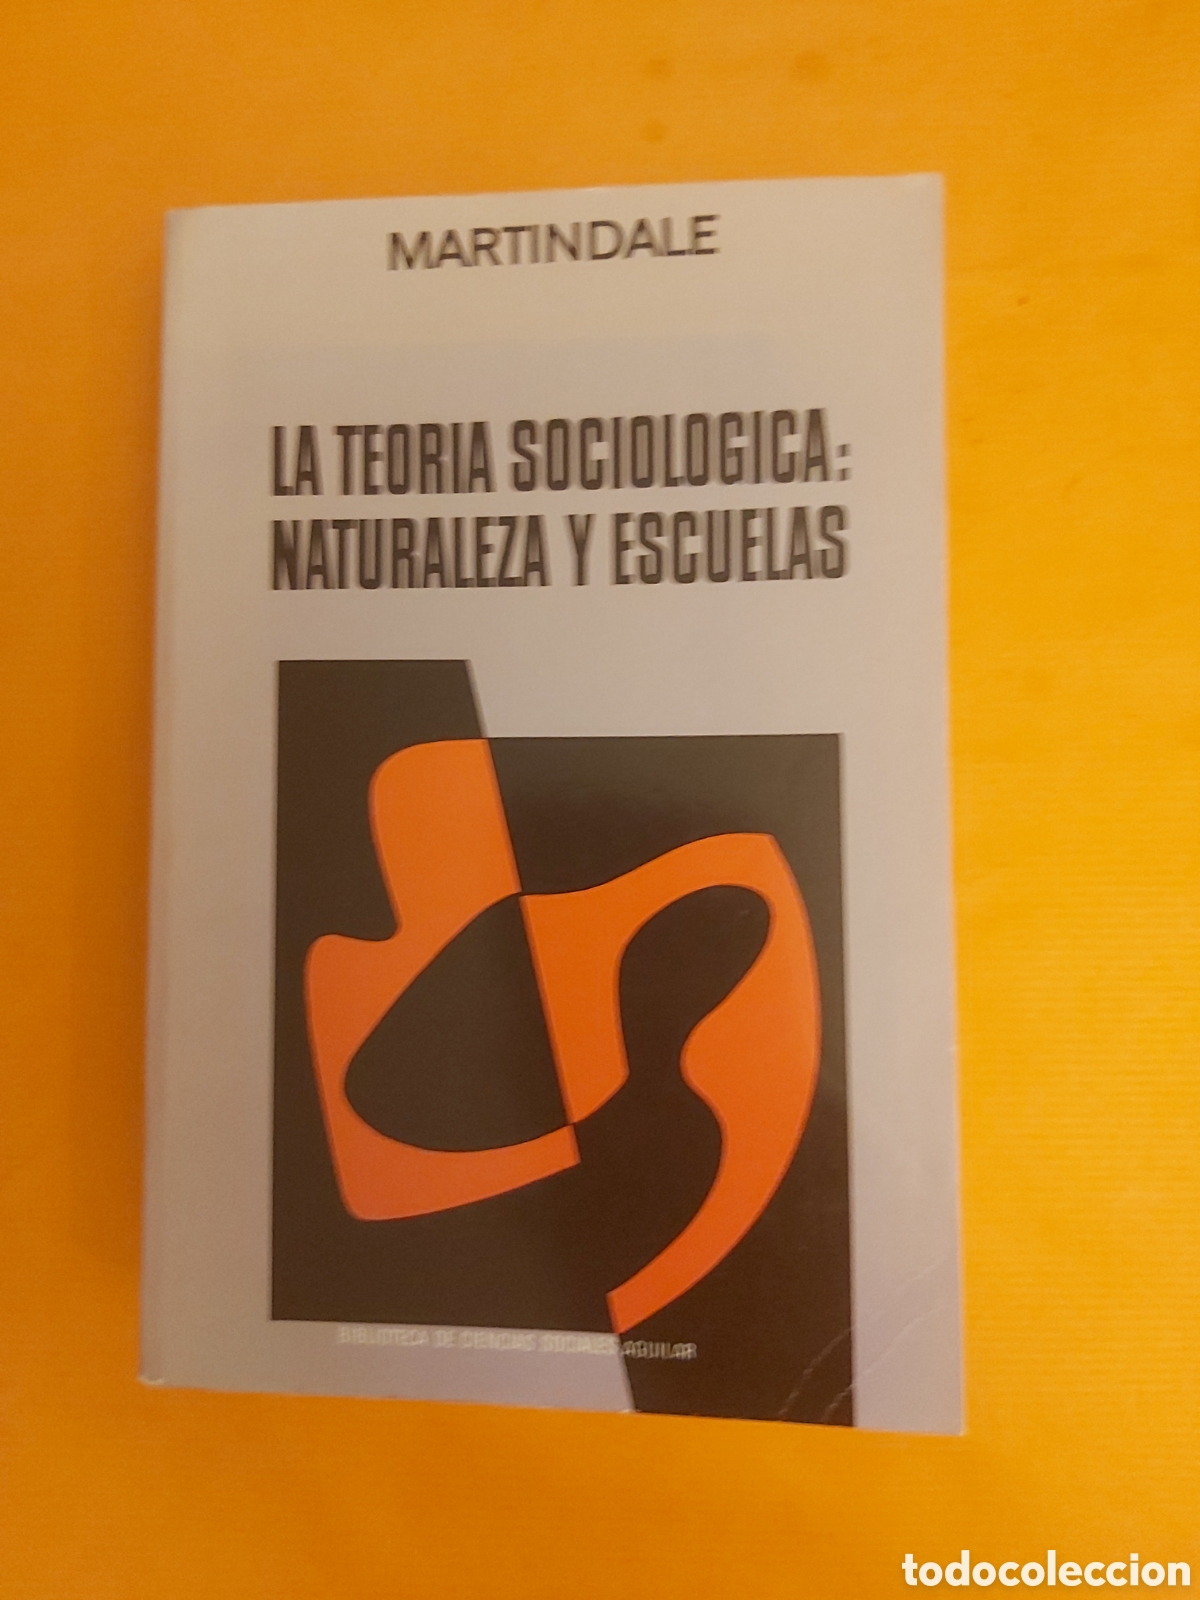 MARTINDALE
LA TEORIA SOCIOLOGICA:
NATURALEZA Y ESCUELAS
BIBLIOTECA DE CIENCIAS SOCIALES AGUILAR
todocoleccion